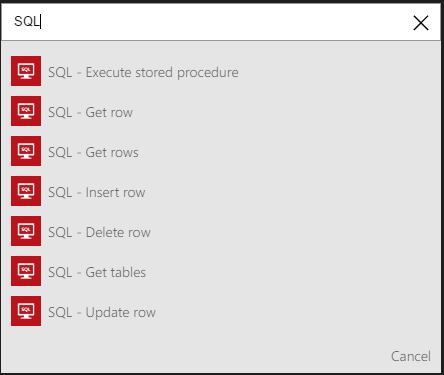 SQL
SQL - Execute stored procedure
SQL - Get row
SQL - Get rows
SQL - Insert row
SQL - Delete row
SQL - Get tables
SQL - Update row
Cancel